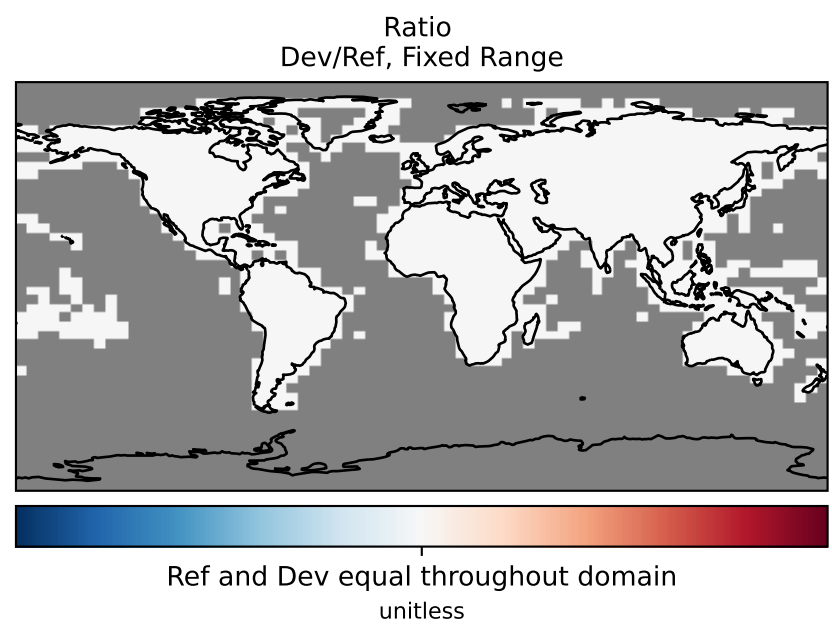 Ratio
Dev/Ref, Fixed Range
Ref and Dev equal throughout domain
unitless